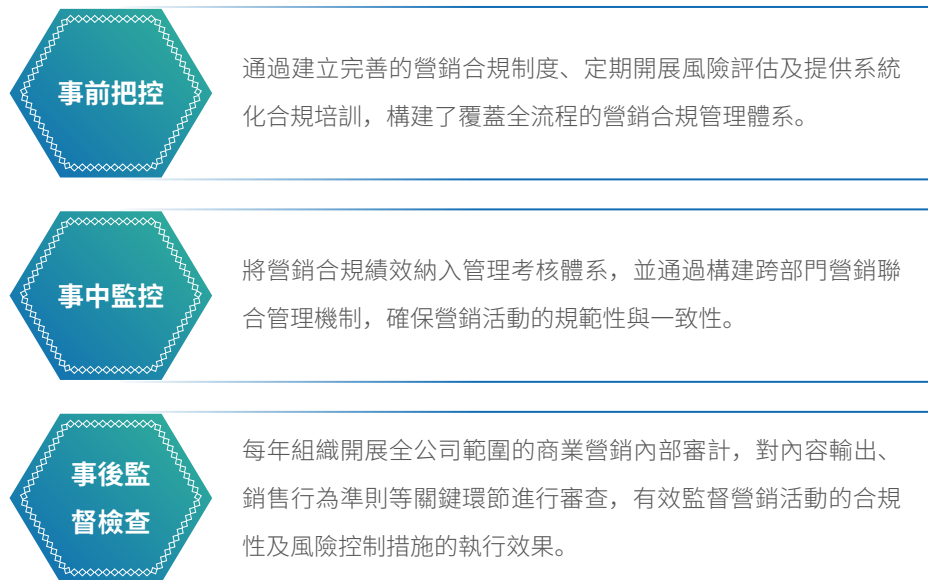 事前把控
通過建立完善的營銷合規制度、定期開展風險評估及提供系統
化合規培訓，構建了覆蓋全流程的營銷合規管理體系。
事中監控
將營銷合規績效納入管理考核體系，並通過構建跨部門營銷聯
合管理機制，確保營銷活動的規範性與一致性。
事後監
督檢查
每年組織開展全公司範圍的商業營銷內部審計，對內容輸出、
銷售行為準則等關鍵環節進行審查，有效監督營銷活動的合規
性及風險控制措施的執行效果。